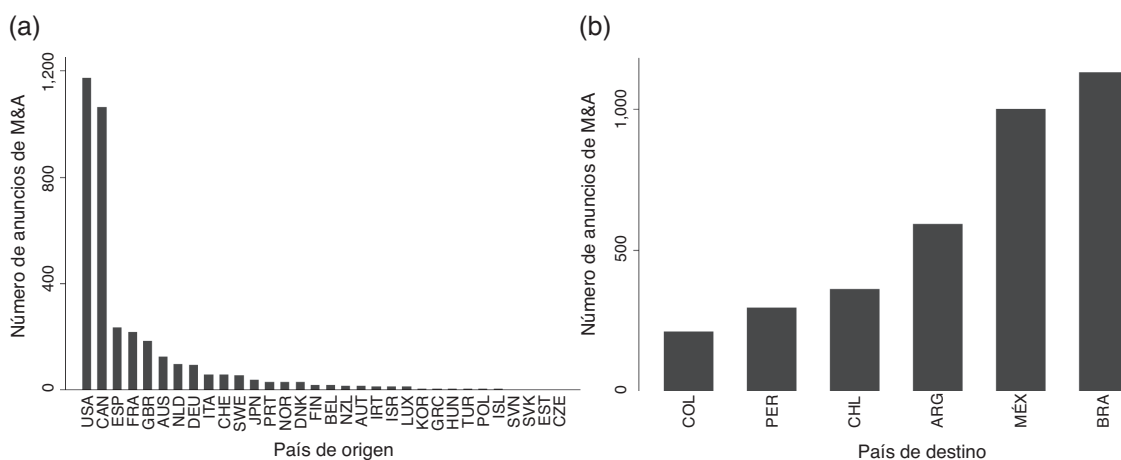 (a)
Número de anuncios de M&A
1,200
800
400
0
USA
CAN
ESP
FRA
GBR
AUS
NLD
DEU
ITA
CHE
SWE
JPN
PRT
NOR
DNK
FIN
BEL
NZL
AUT
IRT
ISR
LUX
KOR
GRC
HUN
TUR
POL
ISL
SVN
SVK
EST
CZE
País de origen
(b)
Número de anuncios de M&A
1,000
500
0
COL
PER
CHL
ARG
MÉX
BRA
País de destino